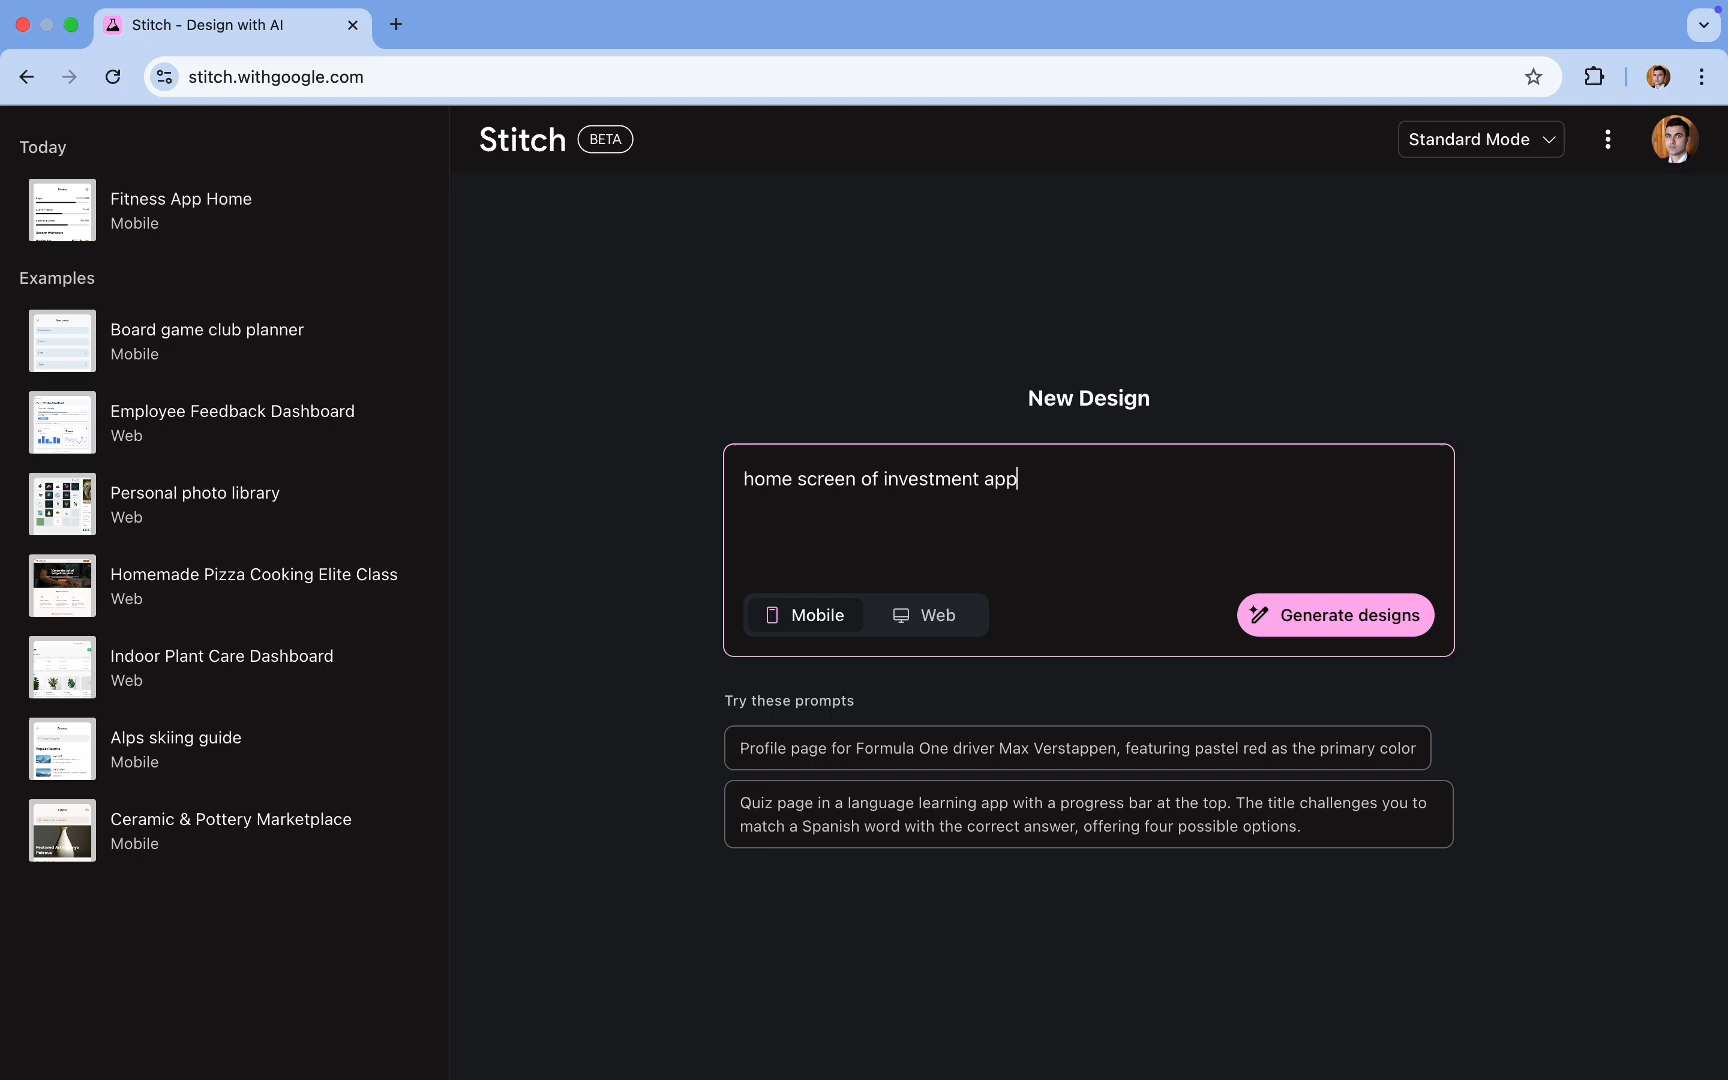 Stitch - Design with AI
stitch.withgoogle.com
Today
Fitness App Home
Mobile
Examples
Board game club planner
Mobile
Employee Feedback Dashboard
Web
Personal photo library
Web
Homemade Pizza Cooking Elite Class
Web
Indoor Plant Care Dashboard
Web
Alps skiing guide
Mobile
Ceramic & Pottery Marketplace
Mobile
Stitch BETA
Standard Mode
New Design
home screen of investment app
Mobile
Web
Generate designs
Try these prompts
Profile page for Formula One driver Max Verstappen, featuring pastel red as the primary color
Quiz page in a language learning app with a progress bar at the top. The title challenges you to
match a Spanish word with the correct answer, offering four possible options.